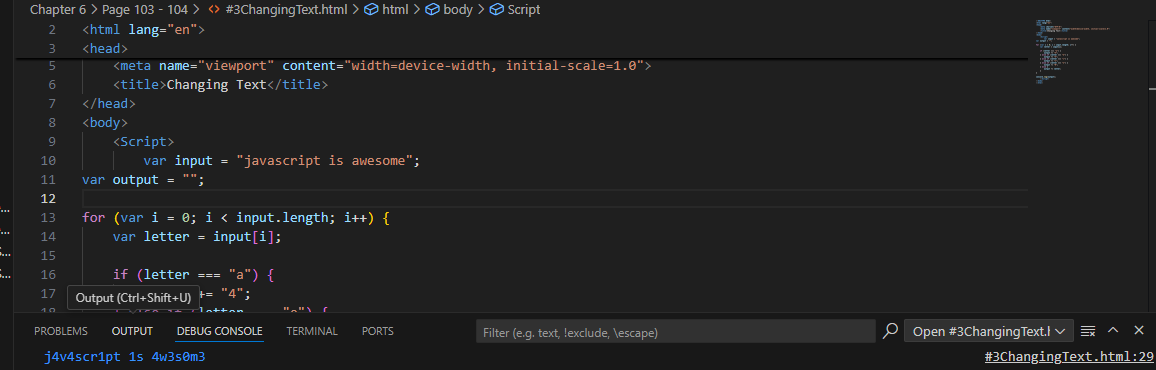 Chapter 6 > Page 103 - 104 > <> #3ChangingText.html > html > body > Script
2 <html lang="en">
3 <head>
5 <meta name="viewport" content="width=device-width, initial-scale=1.0">
6 <title>Changing Text</title>
7 </head>
8 <body>
9 <Script>
10 var input = "javascript is awesome";
11 var output = "";
12
13 for (var i = 0; i < input.length; i++) {
14 var letter = input[i];
15
16 if (letter === "a") {
17 += "4";
Output (Ctrl+Shift+U)
PROBLEMS OUTPUT DEBUG CONSOLE TERMINAL PORTS Filter (e.g. text, !exclude, \escape) Open #3ChangingText.l
j4v4scr1pt 1s 4w3s0m3 #3ChangingText.html:29